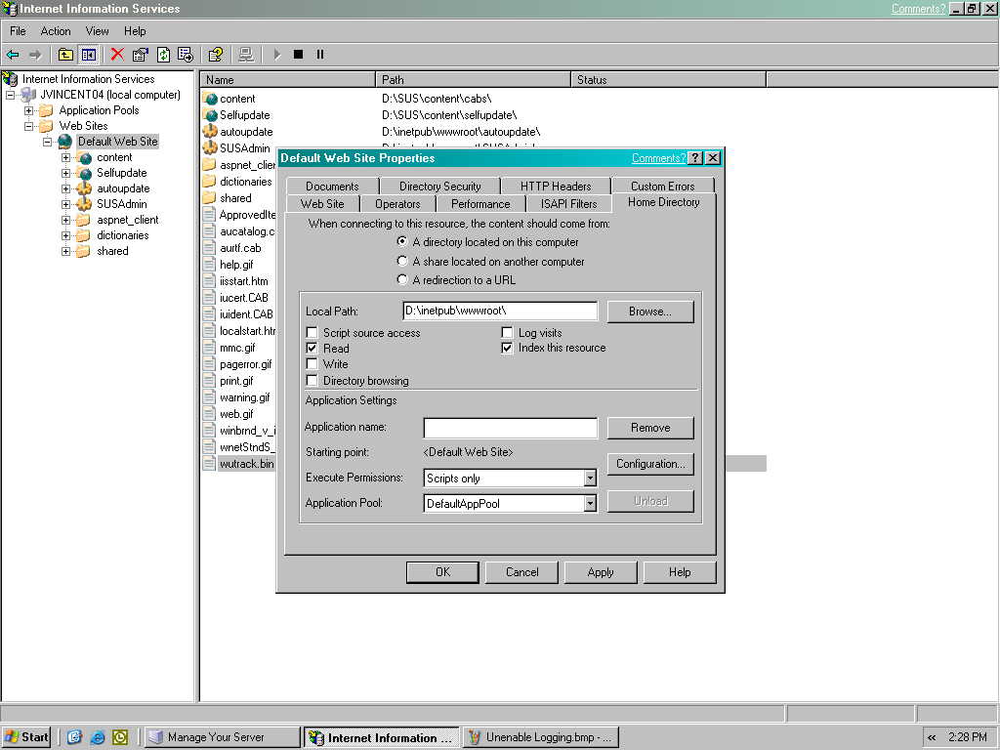 Internet Information Services
Comments?
File Action View Help
Internet Information Services
JVINCENT04 (local computer)
Application Pools
Web Sites
Default Web Site
content
Selfupdate
autoupdate
SUSAdmin
aspnet_client
dictionaries
shared
Name Path Status
content D:\SUS\content\cabs\
Selfupdate D:\SUS\content\selfupdate\
autoupdate D:\inetpub\wwwroot\autoupdate\
SUSAdmin
aspnet_clier
dictionaries
shared
ApprovedIte
aucatalog.c
aurtf.cab
help.gif
iisstart.htm
iucert.CAB
iuident.CAB
localstart.htr
mmc.gif
pagerror.gif
print.gif
warning.gif
web.gif
winbrnd_v_i
wnetStndS_
wutrack.bin
Default Web Site Properties
Comments?
Documents Directory Security HTTP Headers Custom Errors
Web Site Operators Performance ISAPI Filters Home Directory
When connecting to this resource, the content should come from:
A directory located on this computer
A share located on another computer
A redirection to a URL
Local Path: D:\inetpub\wwwroot\ Browse...
Script source access Log visits
Read Index this resource
Write
Directory browsing
Application Settings
Application name: Remove
Starting point: <Default Web Site>
Configuration...
Execute Permissions: Scripts only
Application Pool: DefaultAppPool Unload
OK Cancel Apply Help
Start Manage Your Server Internet Information ... Unenable Logging.bmp - ... « 2:28 PM